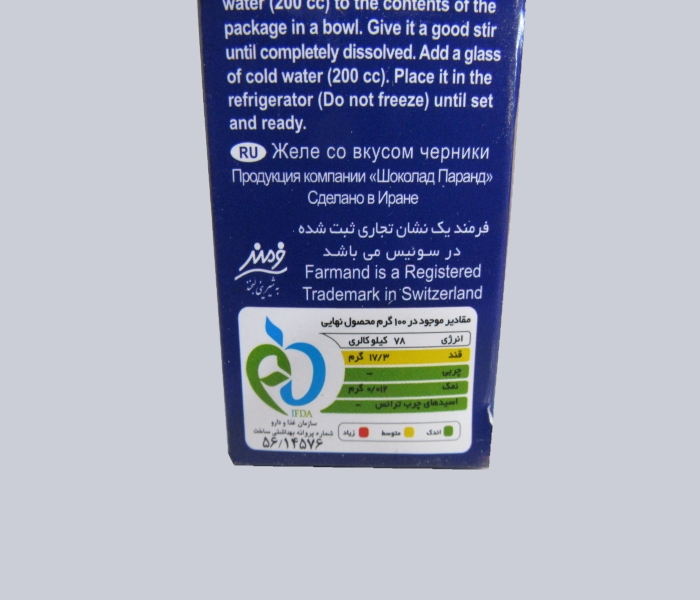 water (200 cc) to the contents of the
package in a bowl. Give it a good stir
until completely dissolved. Add a glass
of cold water (200 cc). Place it in the
refrigerator (Do not freeze) until set
and ready.
RU Желе со вкусом черники
Продукция компании «Шоколад Паранд»
Сделано в Иране
فرمند یک نشان تجاری ثبت شده
در سوئیس می باشد
فرمند
به شیرینی لبخند
Farmand is a Registered
Trademark in Switzerland
مقادیر موجود در ۱۰۰ گرم محصول نهایی
انرژی ۷۸ کیلو کالری
قند ۱۷/۳ گرم
چربی -
نمک ۰/۰۱۲ گرم
اسیدهای چرب ترانس -
IFDA
سازمان غذا و دارو
شماره پروانه بهداشتی ساخت
۵۶/۱۴۵۷۶
اندک متوسط زیاد